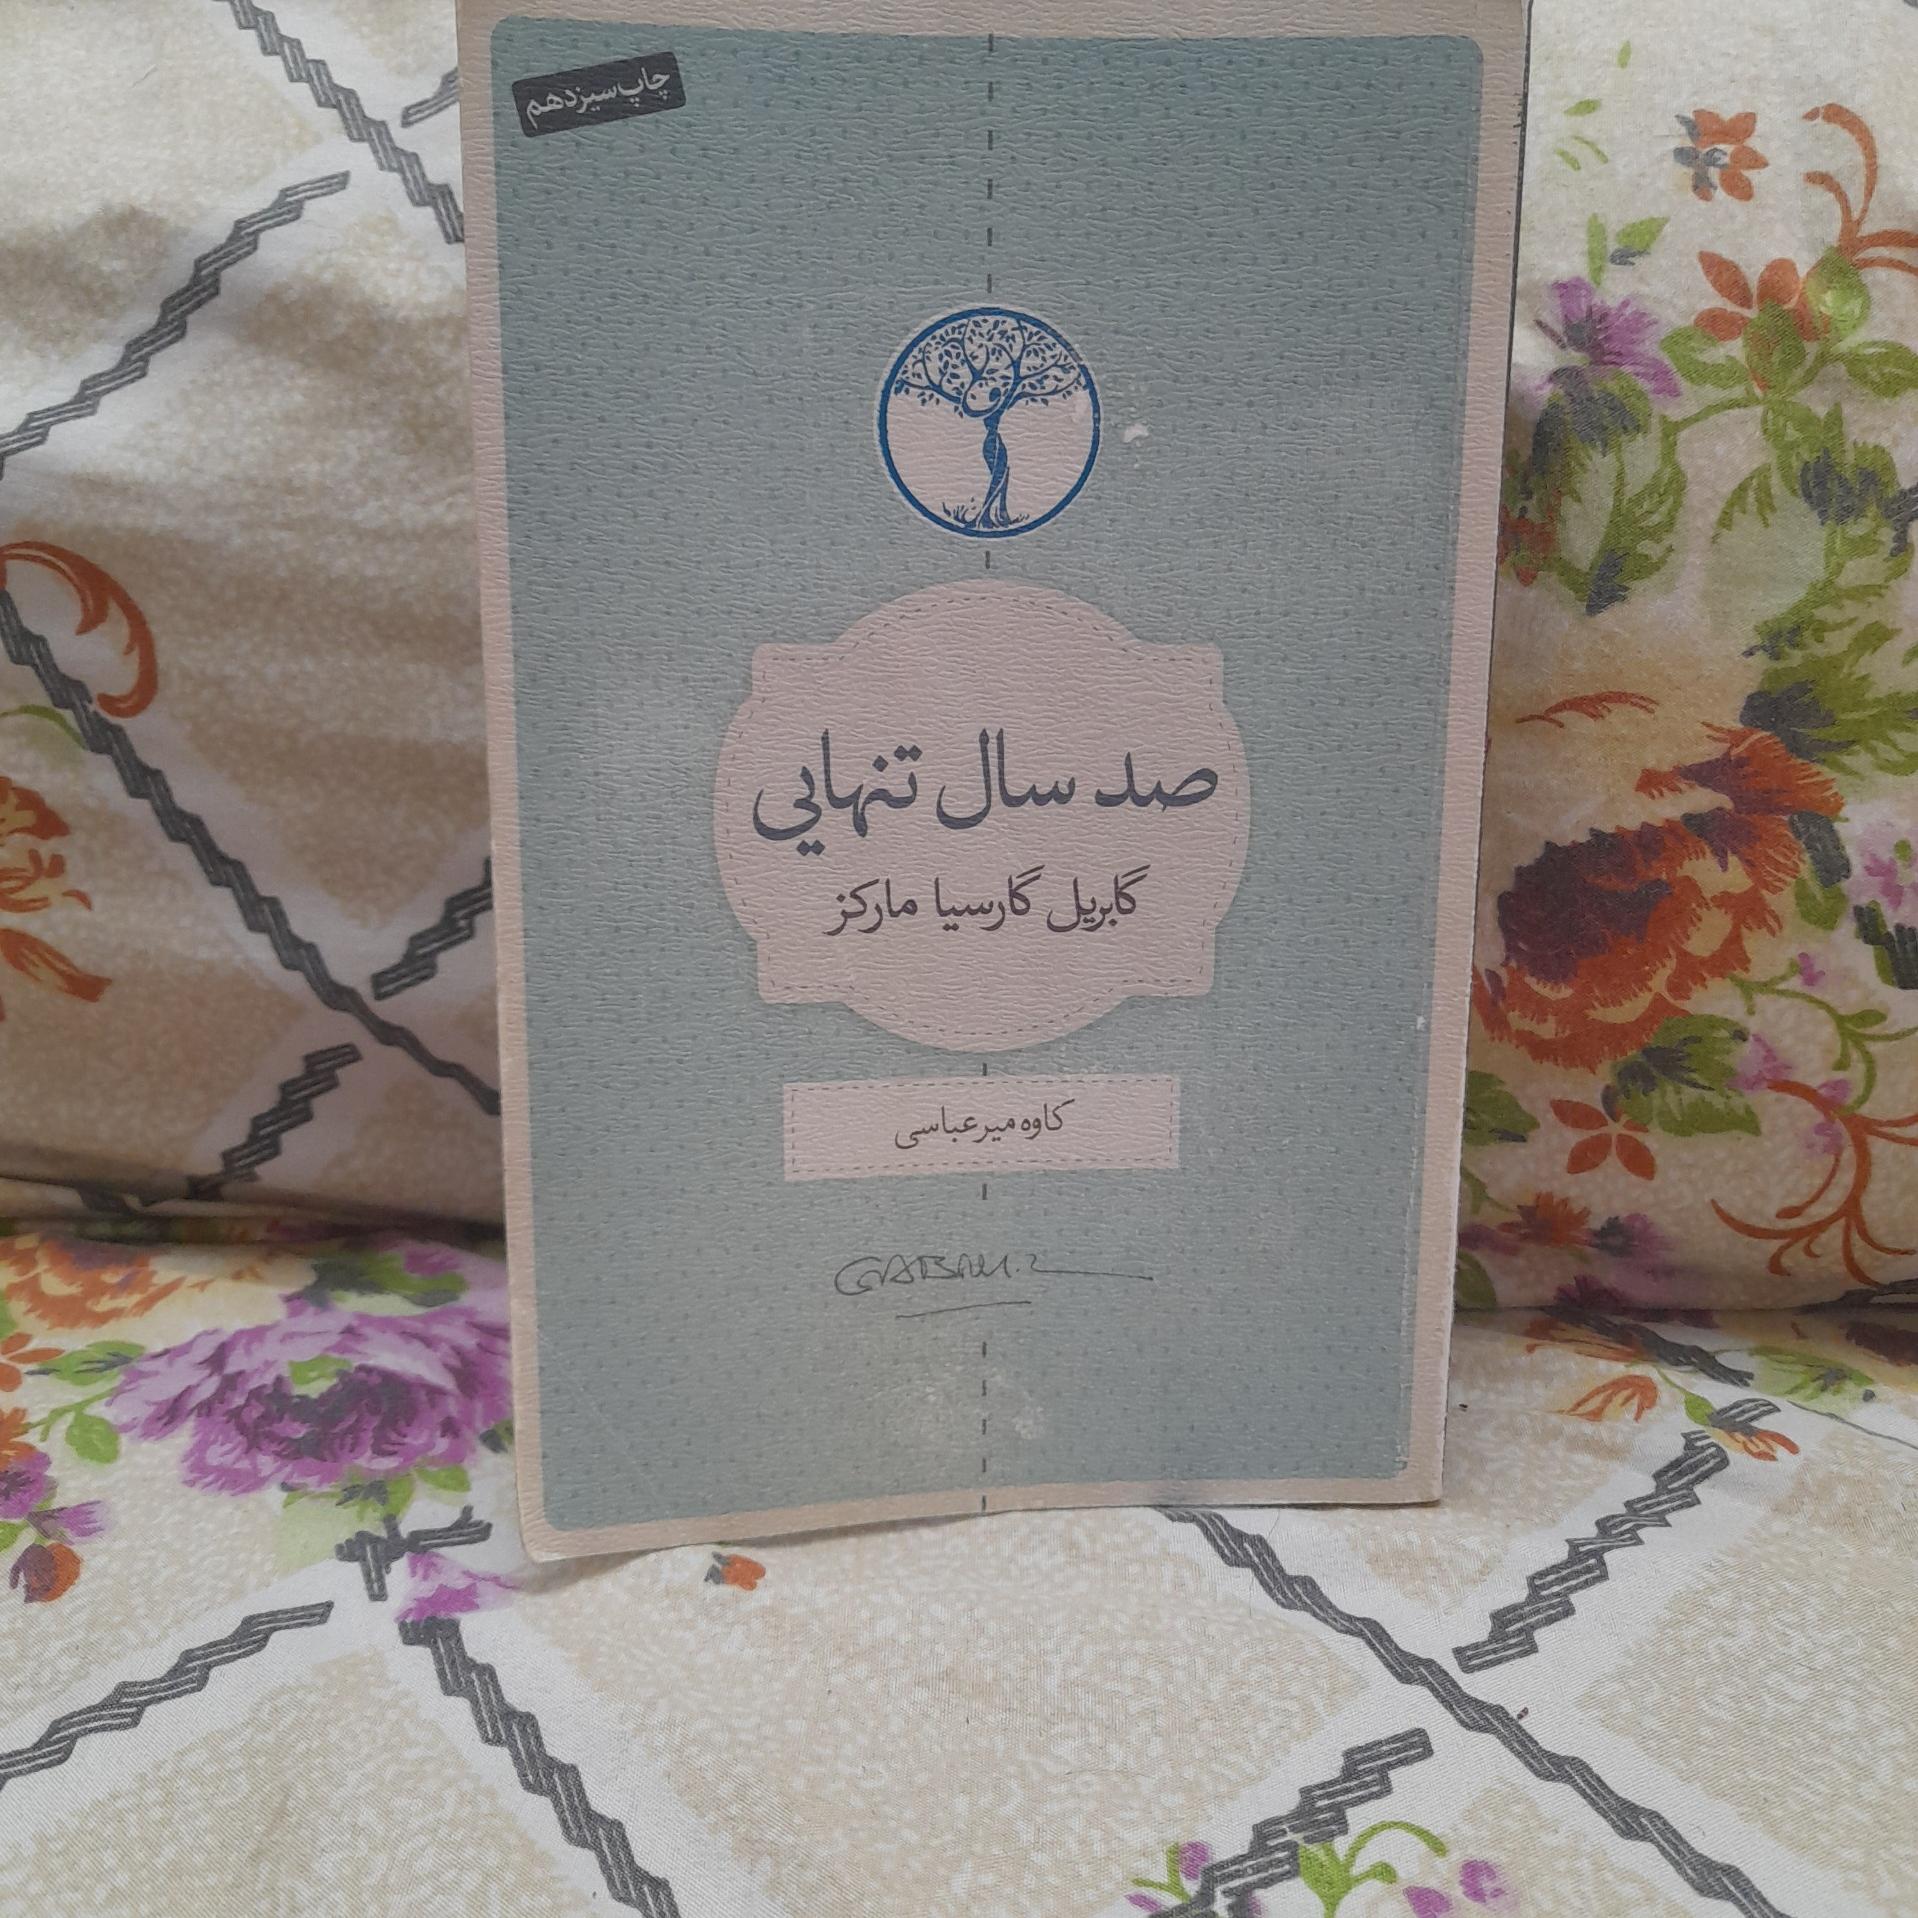 چاپ سیزدهم
صد سال تنهایی
گابریل گارسیا مارکز
کاوه میرعباسی